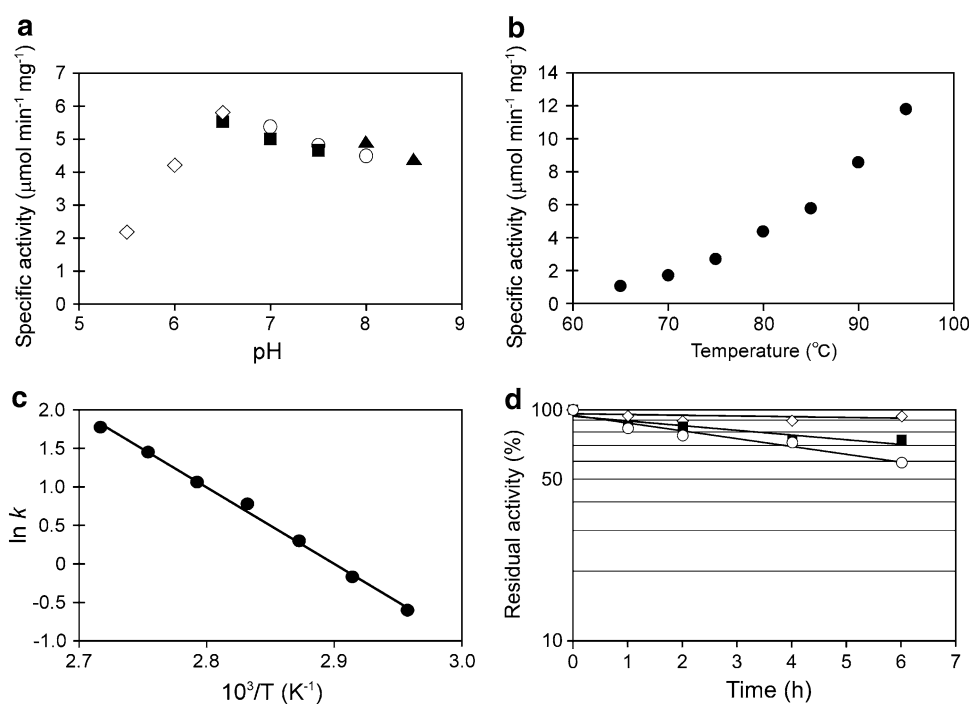 a
Specific activity (μmol min⁻¹ mg⁻¹)
7
6
5
4
3
2
1
0
5 6 7 8 9
pH
b
Specific activity (μmol min⁻¹ mg⁻¹)
14
12
10
8
6
4
2
0
60 70 80 90 100
Temperature (°C)
c
ln k
2.0
1.5
1.0
0.5
0
-0.5
-1.0
2.7 2.8 2.9 3.0
10³/T (K⁻¹)
d
Residual activity (%)
100
50
10
0 1 2 3 4 5 6 7
Time (h)